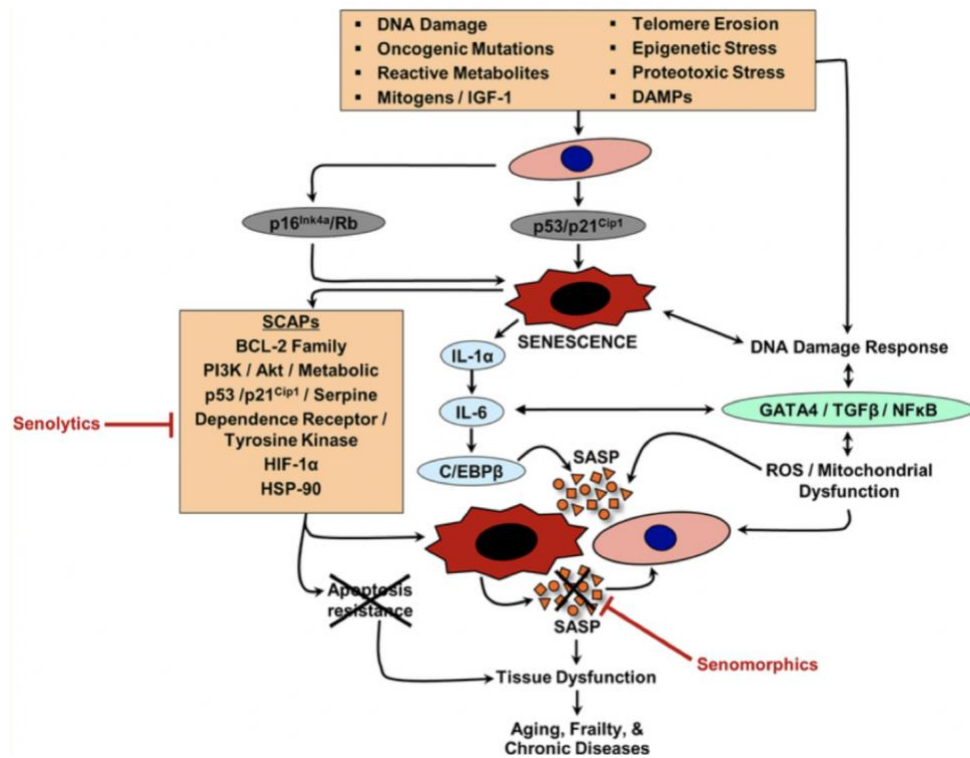 ▪ DNA Damage
▪ Oncogenic Mutations
▪ Reactive Metabolites
▪ Mitogens / IGF-1
▪ Telomere Erosion
▪ Epigenetic Stress
▪ Proteotoxic Stress
▪ DAMPs
p16Ink4a/Rb
p53/p21Cip1
SENESCENCE
SCAPs
BCL-2 Family
PI3K / Akt / Metabolic
p53 /p21Cip1 / Serpine
Dependence Receptor /
Tyrosine Kinase
HIF-1α
HSP-90
Senolytics
IL-1α
IL-6
C/EBPβ
SASP
DNA Damage Response
GATA4 / TGFβ / NFκB
ROS / Mitochondrial
Dysfunction
Apoptosis
resistance
SASP
Senomorphics
Tissue Dysfunction
Aging, Frailty, &
Chronic Diseases